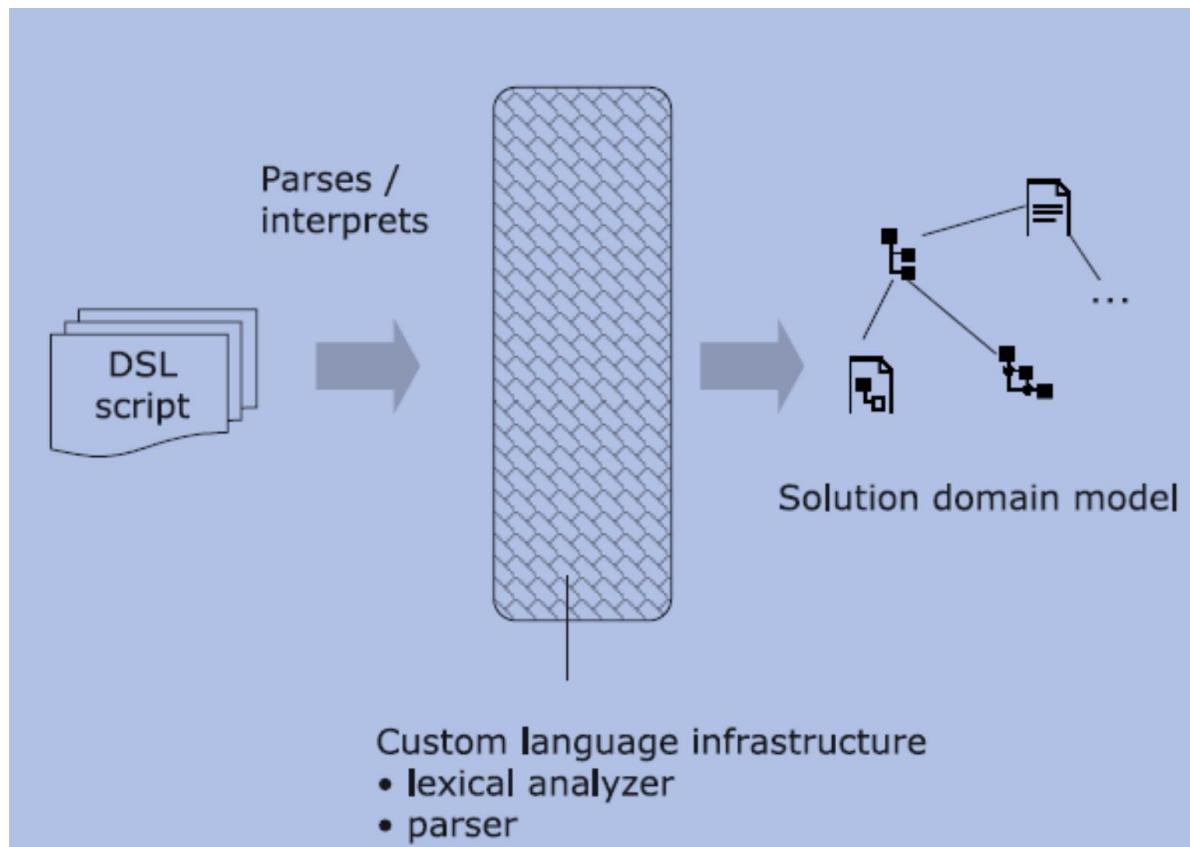 Parses /
interprets
DSL
script
...
Solution domain model
Custom language infrastructure
• lexical analyzer
• parser